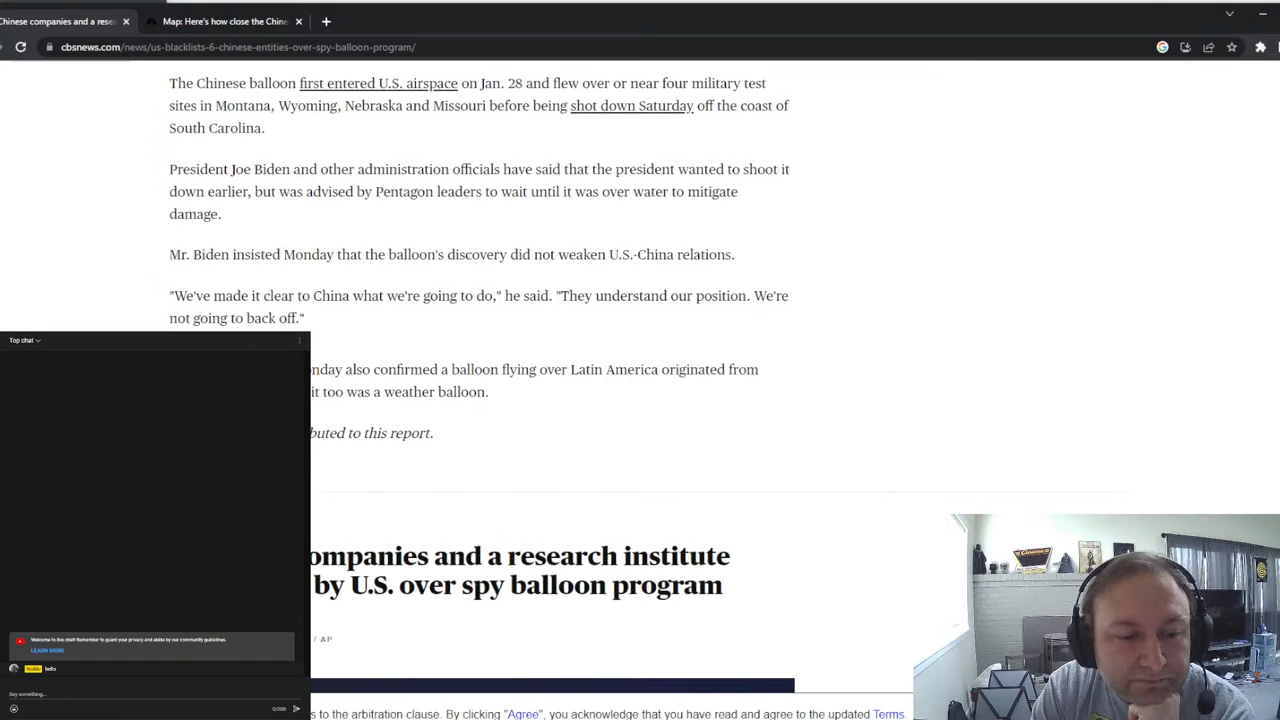 Chinese companies and a resea
Map: Here's how close the Chine
cbsnews.com/news/us-blacklists-6-chinese-entities-over-spy-balloon-program/
The Chinese balloon first entered U.S. airspace on Jan. 28 and flew over or near four military test
sites in Montana, Wyoming, Nebraska and Missouri before being shot down Saturday off the coast of
South Carolina.
President Joe Biden and other administration officials have said that the president wanted to shoot it
down earlier, but was advised by Pentagon leaders to wait until it was over water to mitigate
damage.
Mr. Biden insisted Monday that the balloon's discovery did not weaken U.S.-China relations.
"We've made it clear to China what we're going to do," he said. "They understand our position. We're
not going to back off."
Top chat
nday also confirmed a balloon flying over Latin America originated from
it too was a weather balloon.
buted to this report.
ompanies and a research institute
by U.S. over spy balloon program
/ AP
Welcome to live chat! Remember to guard your privacy and abide by our community guidelines.
LEARN MORE
hello
Say something...
0/200
s to the arbitration clause. By clicking "Agree", you acknowledge that you have read and agree to the updated Terms.